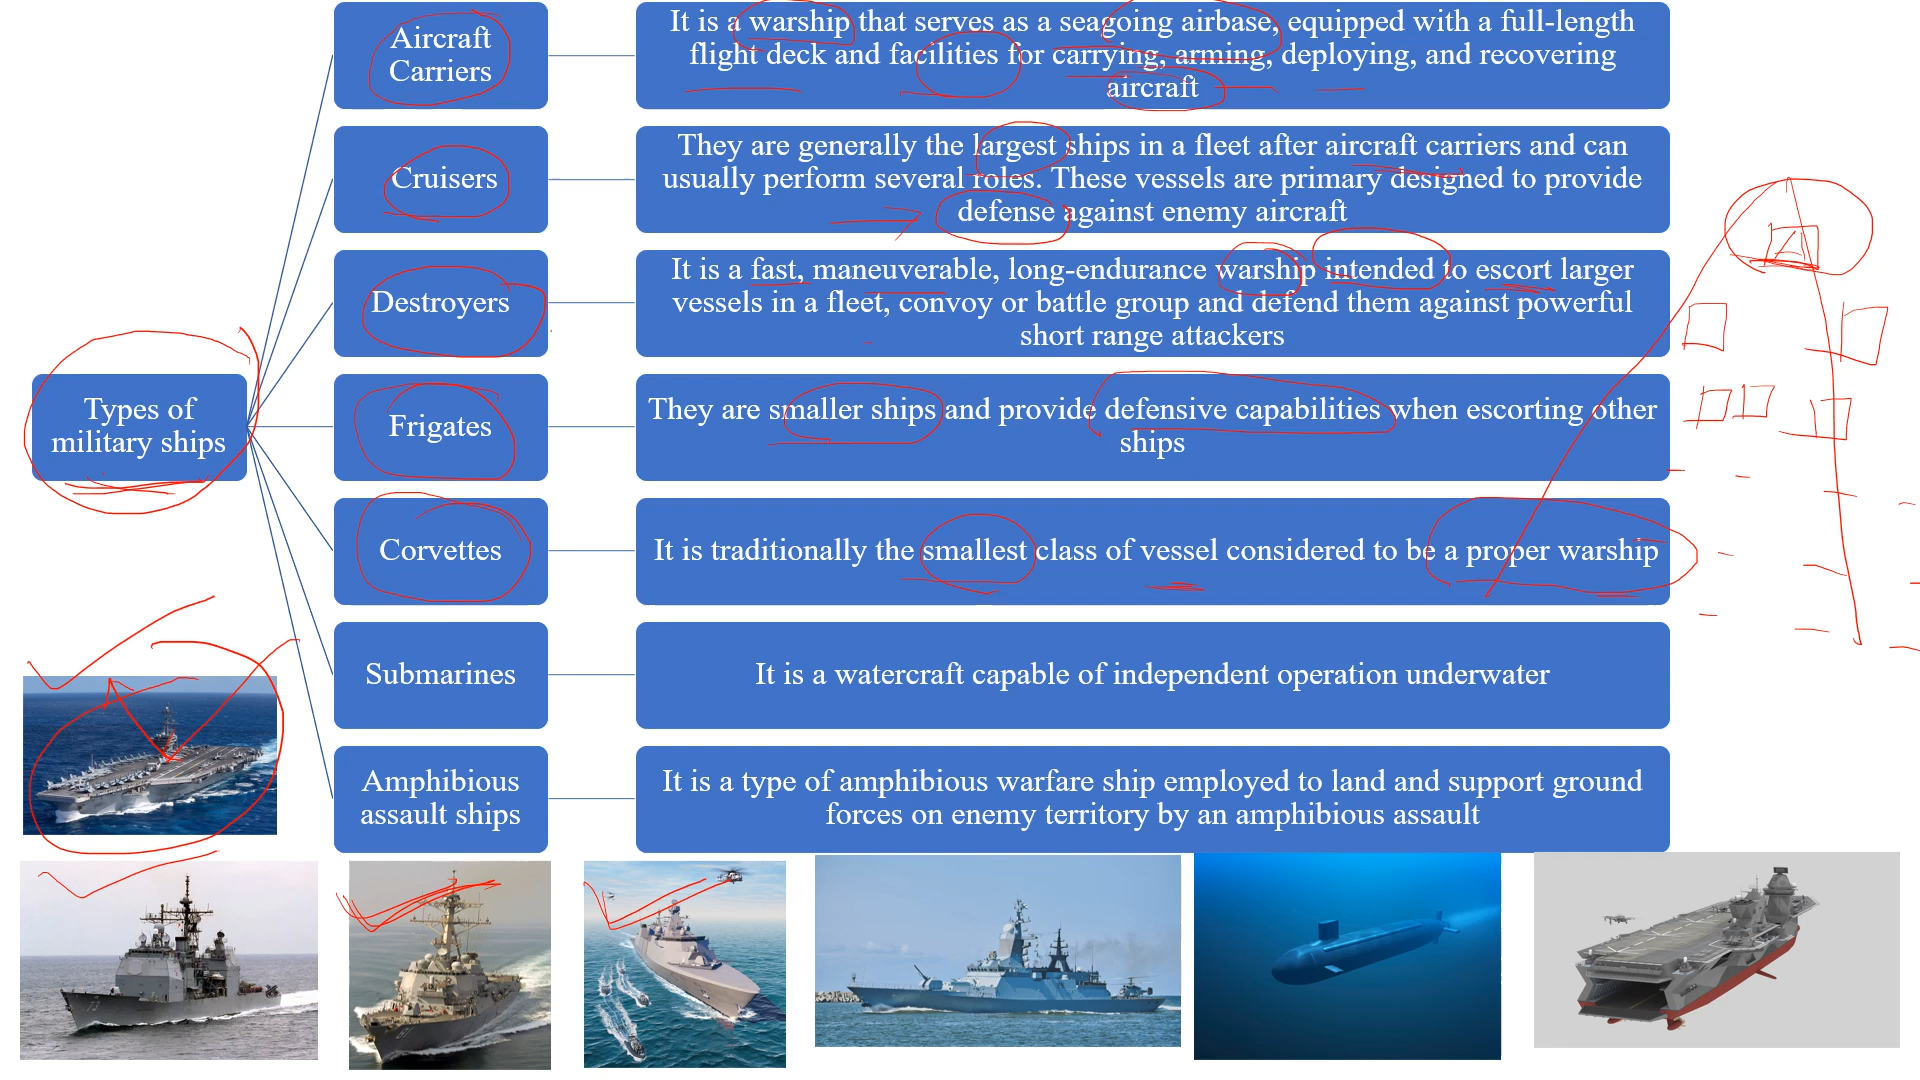 Types of
military ships
Aircraft
Carriers
It is a warship that serves as a seagoing airbase, equipped with a full-length
flight deck and facilities for carrying, arming, deploying, and recovering
aircraft
Cruisers
They are generally the largest ships in a fleet after aircraft carriers and can
usually perform several roles. These vessels are primary designed to provide
defense against enemy aircraft
Destroyers
It is a fast, maneuverable, long-endurance warship intended to escort larger
vessels in a fleet, convoy or battle group and defend them against powerful
short range attackers
Frigates
They are smaller ships and provide defensive capabilities when escorting other
ships
Corvettes
It is traditionally the smallest class of vessel considered to be a proper warship
Submarines
It is a watercraft capable of independent operation underwater
Amphibious
assault ships
It is a type of amphibious warfare ship employed to land and support ground
forces on enemy territory by an amphibious assault